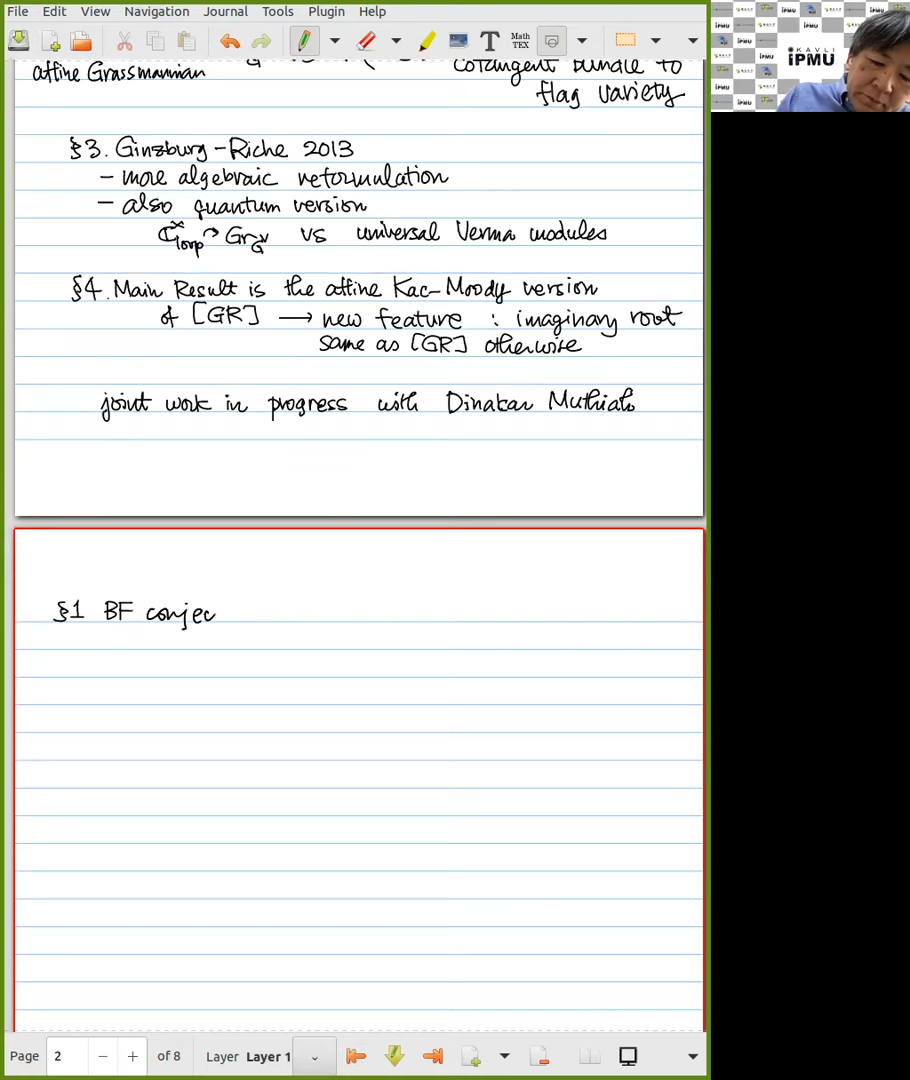 File Edit View Navigation Journal Tools Plugin Help
affine Grassmannian
cotangent bundle to
flag variety
§3. Ginzburg-Riche 2013
- more algebraic reformulation
- also quantum version
ℂ^×_loop ↷ Gr_G^∨ vs universal Verma modules
§4. Main Result is the affine Kac-Moody version
of [GR] → new feature : imaginary root
same as [GR] otherwise
joint work in progress with Dinakar Muthiah
§1 BF conjec
Page 2 of 8 Layer Layer 1
KAVLI
IPMU